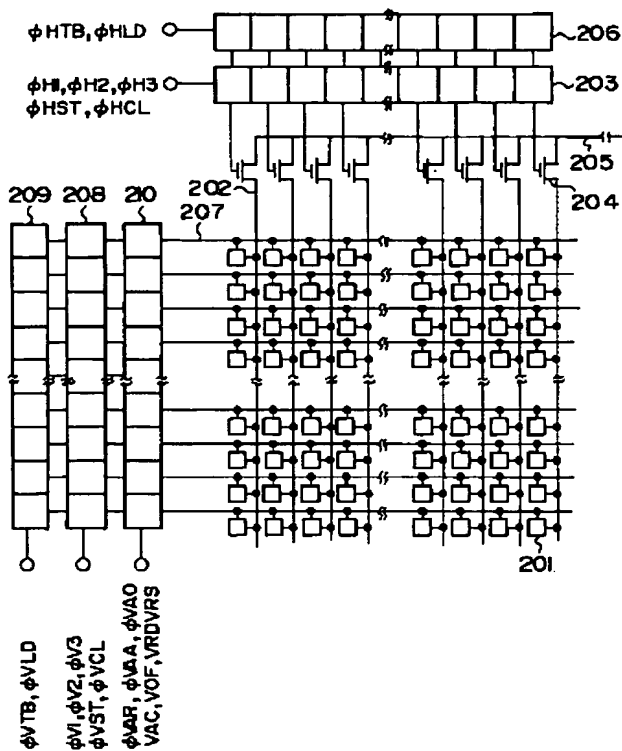 φHTB, φHLD
206
φH1, φH2, φH3
φHST, φHCL
203
205
209
208
210
202
204
207
201
φVTB, φVLD
φV1, φV2, φV3
φVST, φVCL
φVAR, φVAA, φVAO
VAC, VOF, VRDVRS